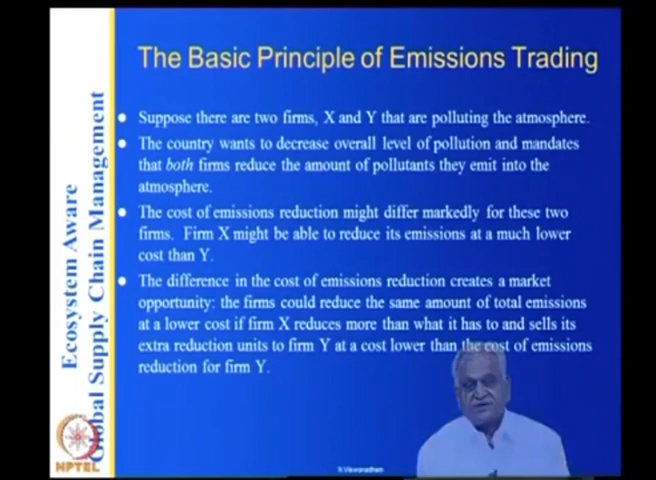 The Basic Principle of Emissions Trading
Suppose there are two firms, X and Y that are polluting the atmosphere.
The country wants to decrease overall level of pollution and mandates
that both firms reduce the amount of pollutants they emit into the
atmosphere.
The cost of emissions reduction might differ markedly for these two
firms. Firm X might be able to reduce its emissions at a much lower
cost than Y.
The difference in the cost of emissions reduction creates a market
opportunity: the firms could reduce the same amount of total emissions
at a lower cost if firm X reduces more than what it has to and sells its
extra reduction units to firm Y at a cost lower than the cost of emissions
reduction for firm Y.
Ecosystem Aware
Global Supply Chain Management
NPTEL
N.Viswanadham